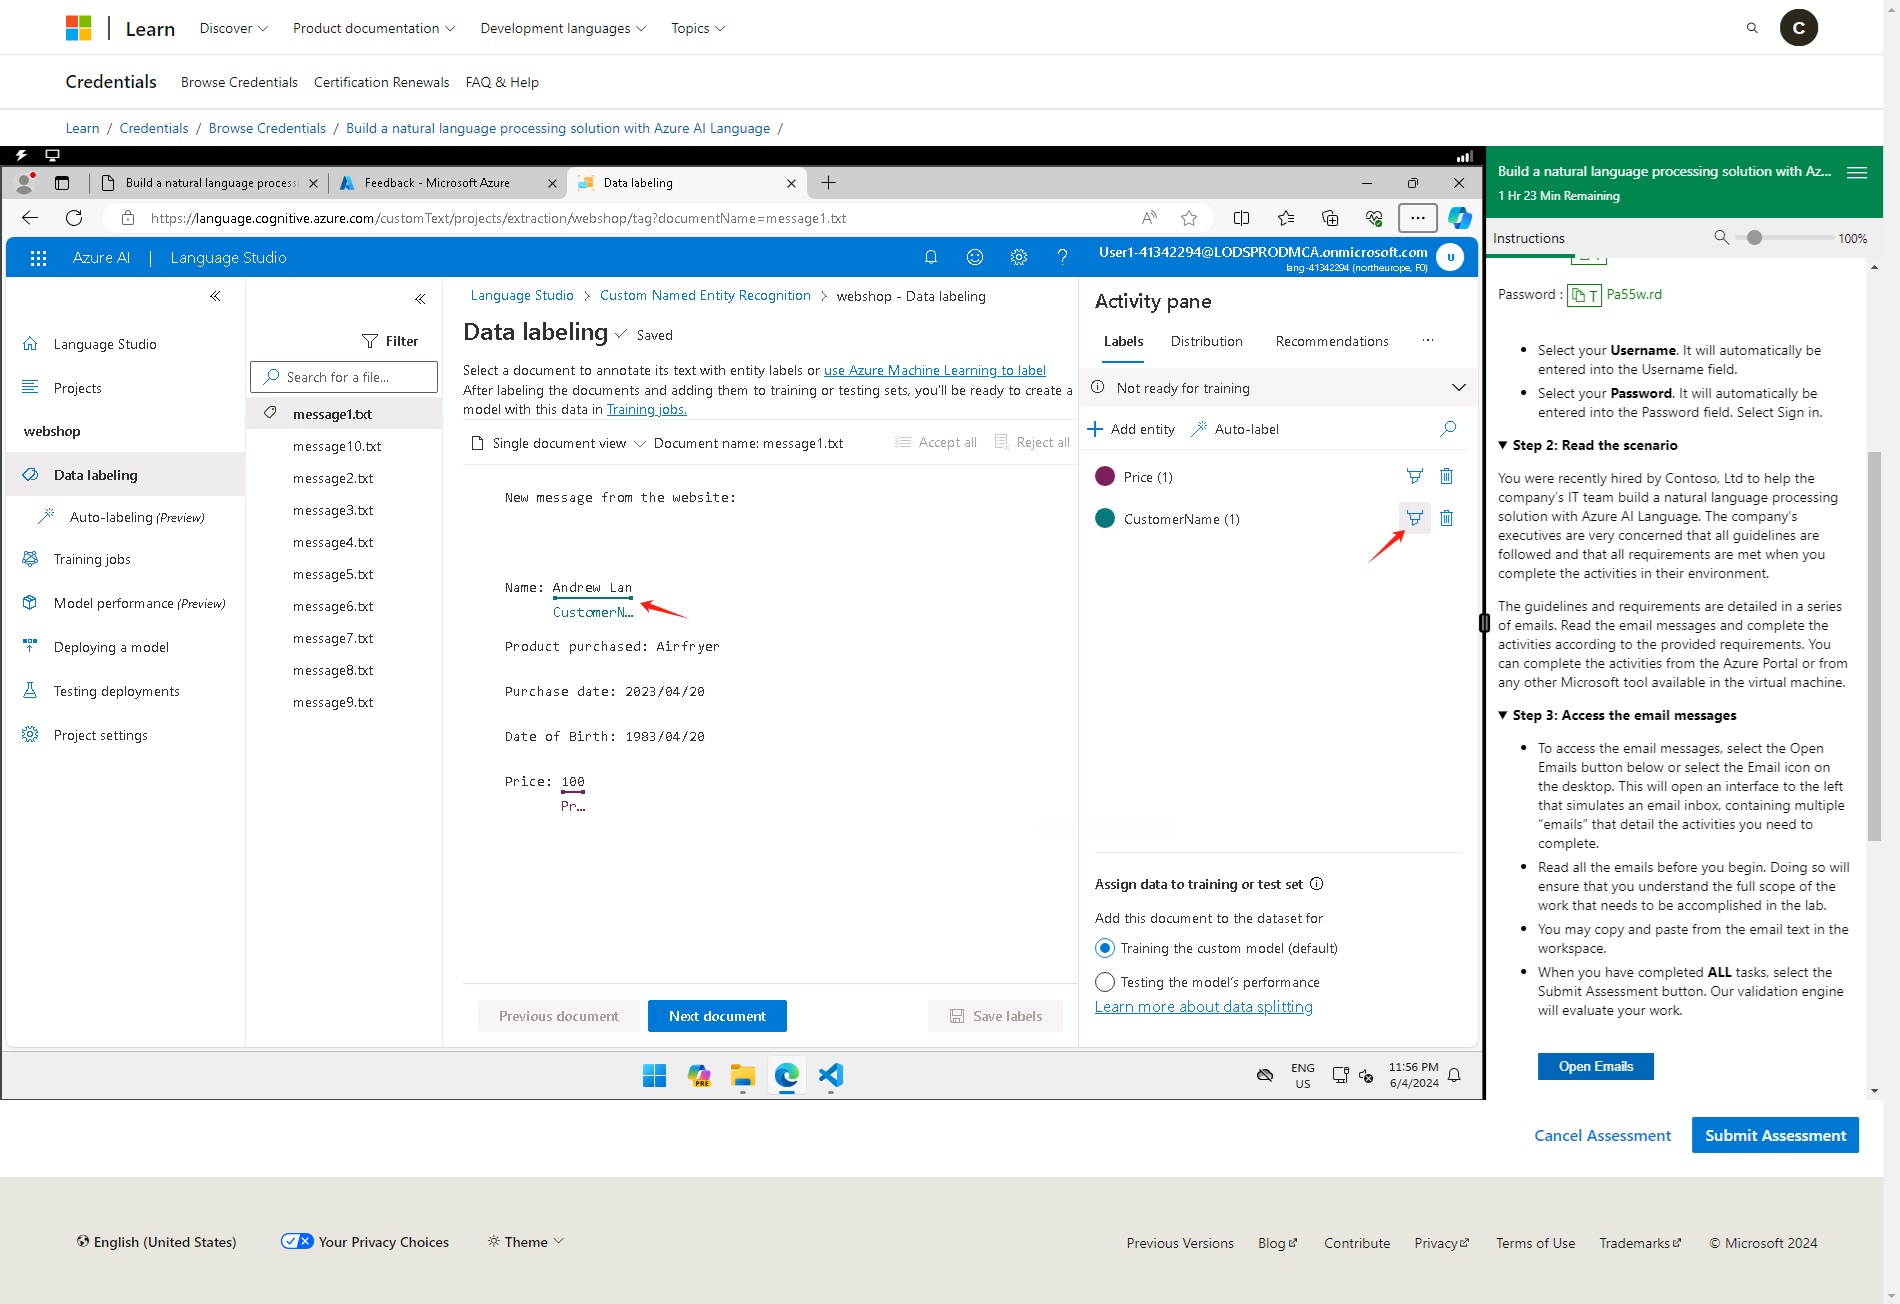 Learn Discover Product documentation Development languages Topics C
Credentials Browse Credentials Certification Renewals FAQ & Help
Learn / Credentials / Browse Credentials / Build a natural language processing solution with Azure AI Language /
Build a natural language process Feedback - Microsoft Azure Data labeling
https://language.cognitive.azure.com/customText/projects/extraction/webshop/tag?documentName=message1.txt
Azure AI | Language Studio
User1-41342294@LODSPRODMCA.onmicrosoft.com
lang-41342294 (northeurope, F0)
U
Language Studio
Projects
webshop
Data labeling
Auto-labeling (Preview)
Training jobs
Model performance (Preview)
Deploying a model
Testing deployments
Project settings
Filter
Search for a file...
message1.txt
message10.txt
message2.txt
message3.txt
message4.txt
message5.txt
message6.txt
message7.txt
message8.txt
message9.txt
Language Studio > Custom Named Entity Recognition > webshop - Data labeling
Data labeling Saved
Select a document to annotate its text with entity labels or use Azure Machine Learning to label
After labeling the documents and adding them to training or testing sets, you'll be ready to create a
model with this data in Training jobs.
Single document view Document name: message1.txt Accept all Reject all
New message from the website:
Name: Andrew Lan
CustomerN...
Product purchased: Airfryer
Purchase date: 2023/04/20
Date of Birth: 1983/04/20
Price: 100
Pr...
Previous document Next document Save labels
Activity pane
Labels Distribution Recommendations ...
Not ready for training
Add entity Auto-label
Price (1)
CustomerName (1)
Assign data to training or test set
Add this document to the dataset for
Training the custom model (default)
Testing the model's performance
Learn more about data splitting
PRE
ENG
US
11:56 PM
6/4/2024
Build a natural language processing solution with Az...
1 Hr 23 Min Remaining
Instructions 100%
Password : T Pa55w.rd
• Select your Username. It will automatically be
entered into the Username field.
• Select your Password. It will automatically be
entered into the Password field. Select Sign in.
Step 2: Read the scenario
You were recently hired by Contoso, Ltd to help the
company's IT team build a natural language processing
solution with Azure AI Language. The company's
executives are very concerned that all guidelines are
followed and that all requirements are met when you
complete the activities in their environment.
The guidelines and requirements are detailed in a series
of emails. Read the email messages and complete the
activities according to the provided requirements. You
can complete the activities from the Azure Portal or from
any other Microsoft tool available in the virtual machine.
Step 3: Access the email messages
• To access the email messages, select the Open
Emails button below or select the Email icon on
the desktop. This will open an interface to the left
that simulates an email inbox, containing multiple
“emails” that detail the activities you need to
complete.
• Read all the emails before you begin. Doing so will
ensure that you understand the full scope of the
work that needs to be accomplished in the lab.
• You may copy and paste from the email text in the
workspace.
• When you have completed ALL tasks, select the
Submit Assessment button. Our validation engine
will evaluate your work.
Open Emails
Cancel Assessment Submit Assessment
English (United States) Your Privacy Choices Theme
Previous Versions Blog Contribute Privacy Terms of Use Trademarks © Microsoft 2024